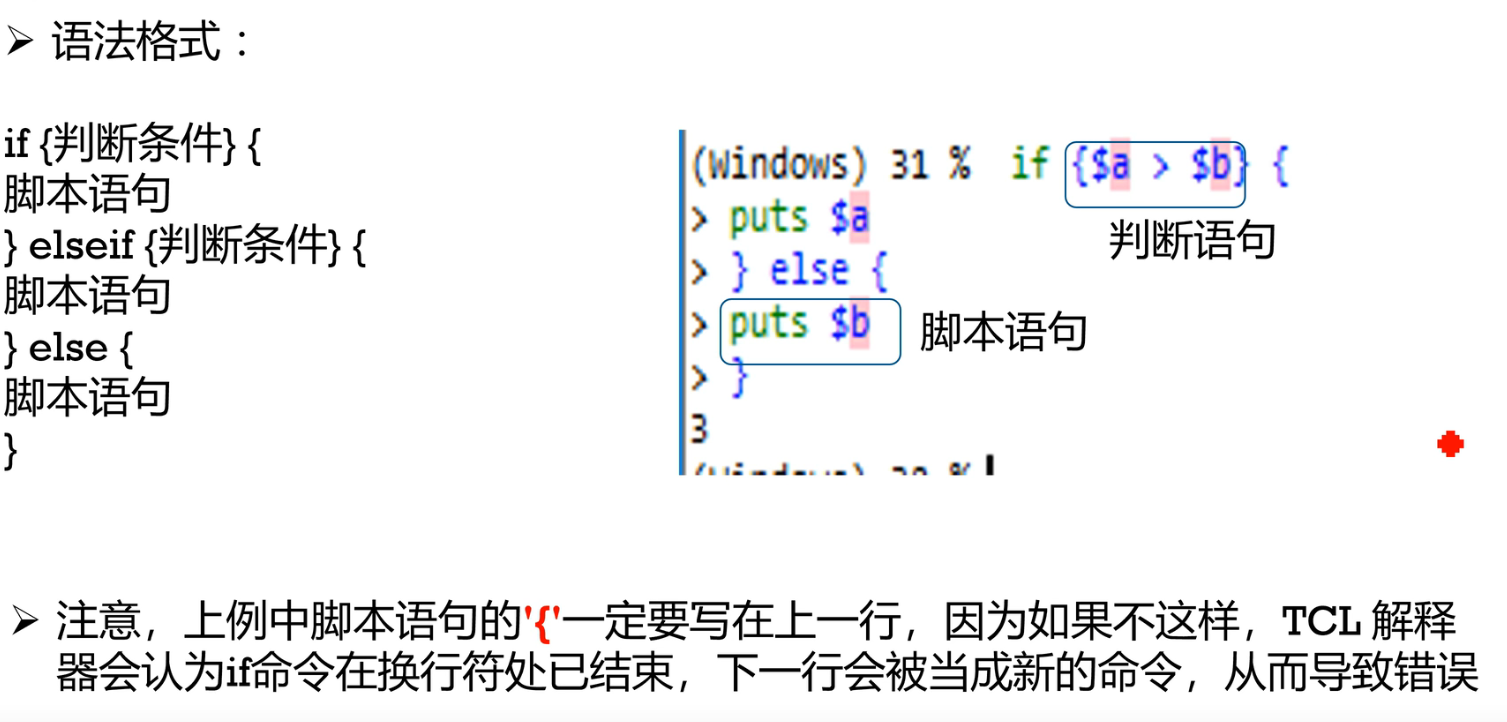 ➢ 语法格式：
if {判断条件} {
脚本语句
} elseif {判断条件} {
脚本语句
} else {
脚本语句
}
(Windows) 31 % if {$a > $b} {
判断语句
> puts $a
> } else {
> puts $b
脚本语句
> }
3
➢ 注意，上例中脚本语句的'{'一定要写在上一行，因为如果不这样，TCL 解释
器会认为if命令在换行符处已结束，下一行会被当成新的命令，从而导致错误